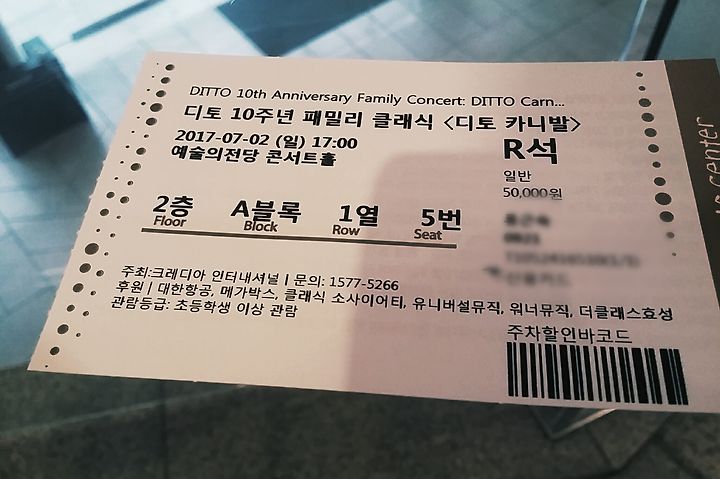 DITTO 10th Anniversary Family Concert: DITTO Carn...
디토 10주년 패밀리 클래식 <디토 카니발>
2017-07-02 (일) 17:00
예술의전당 콘서트홀
R석
일반
50,000원
2층 A블록 1열 5번
Floor Block Row Seat
주최:크레디아 인터내셔널 | 문의: 1577-5266
후원 | 대한항공, 메가박스, 클래식 소사이어티, 유니버설뮤직, 워너뮤직, 더클래스효성
관람등급: 초등학생 이상 관람
주차할인바코드
center